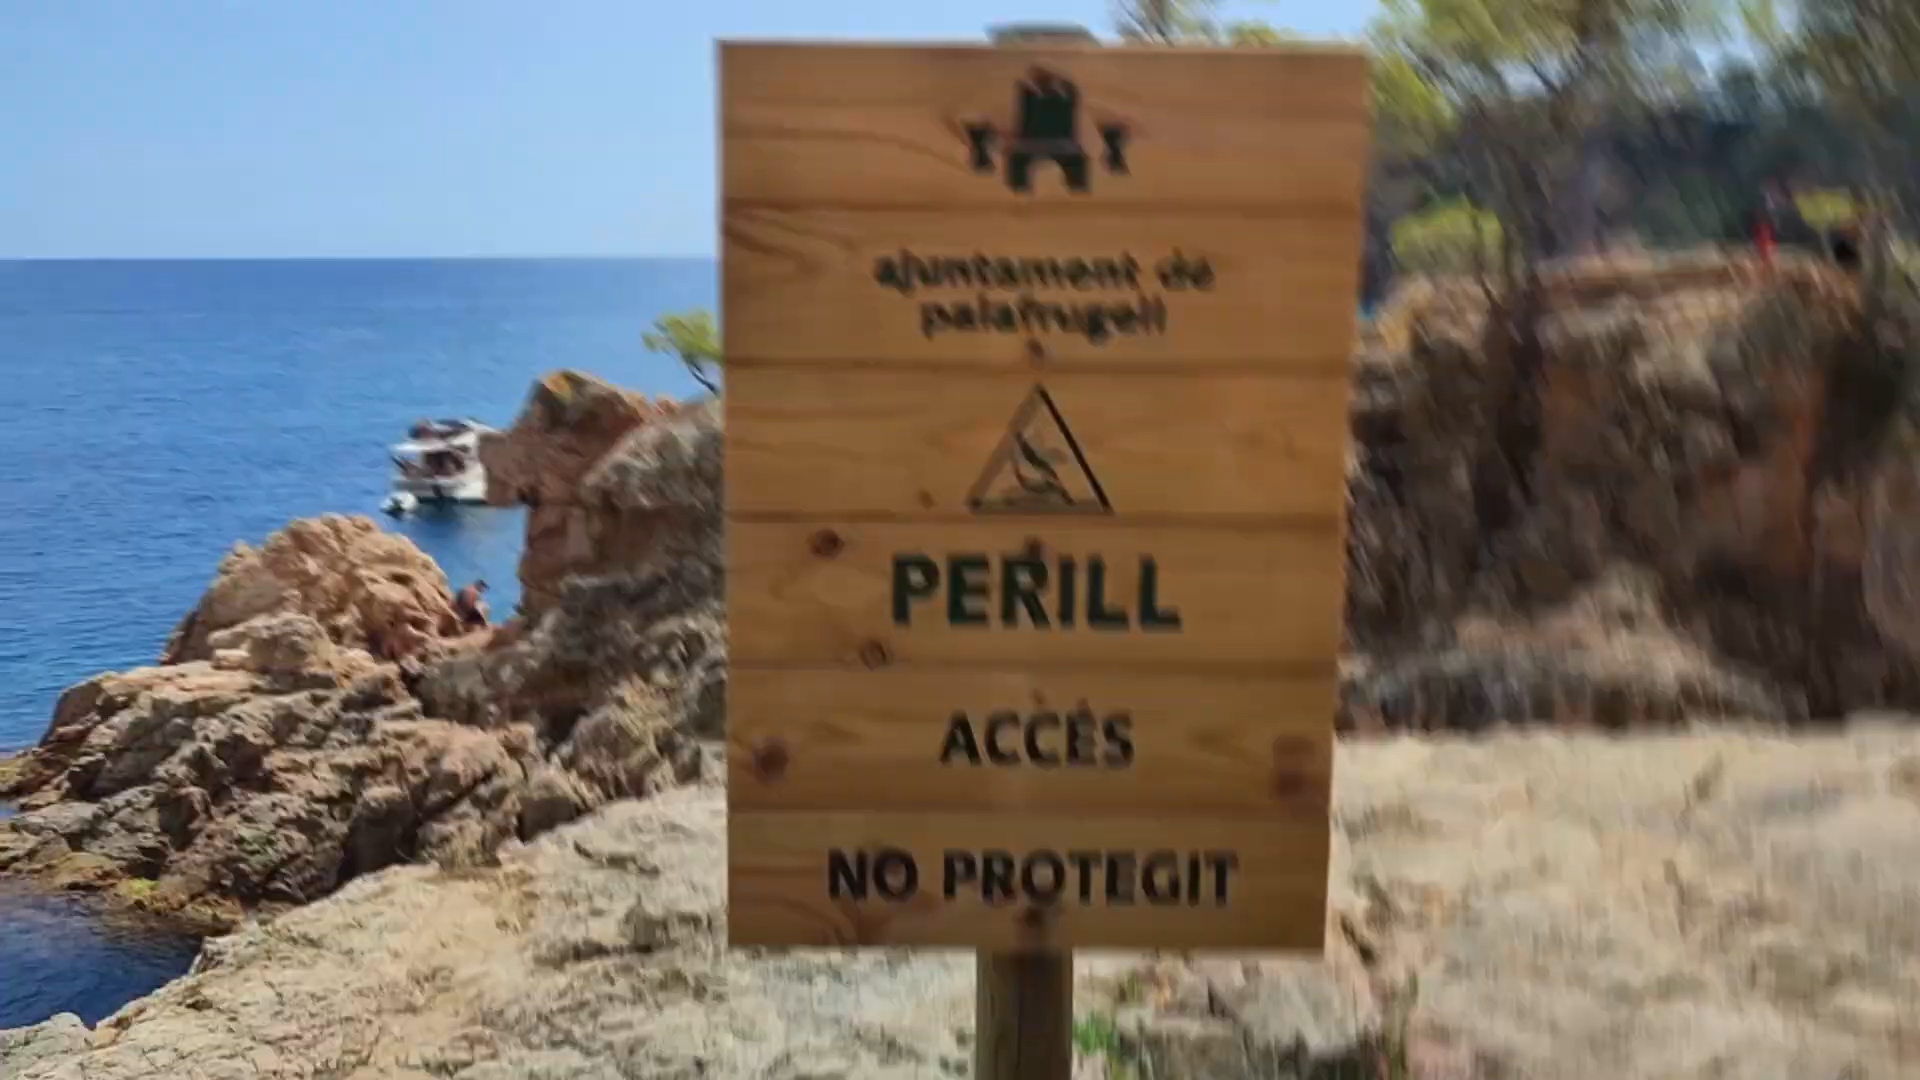 ajuntament de
palafrugell
PERILL
ACCÉS
NO PROTEGIT